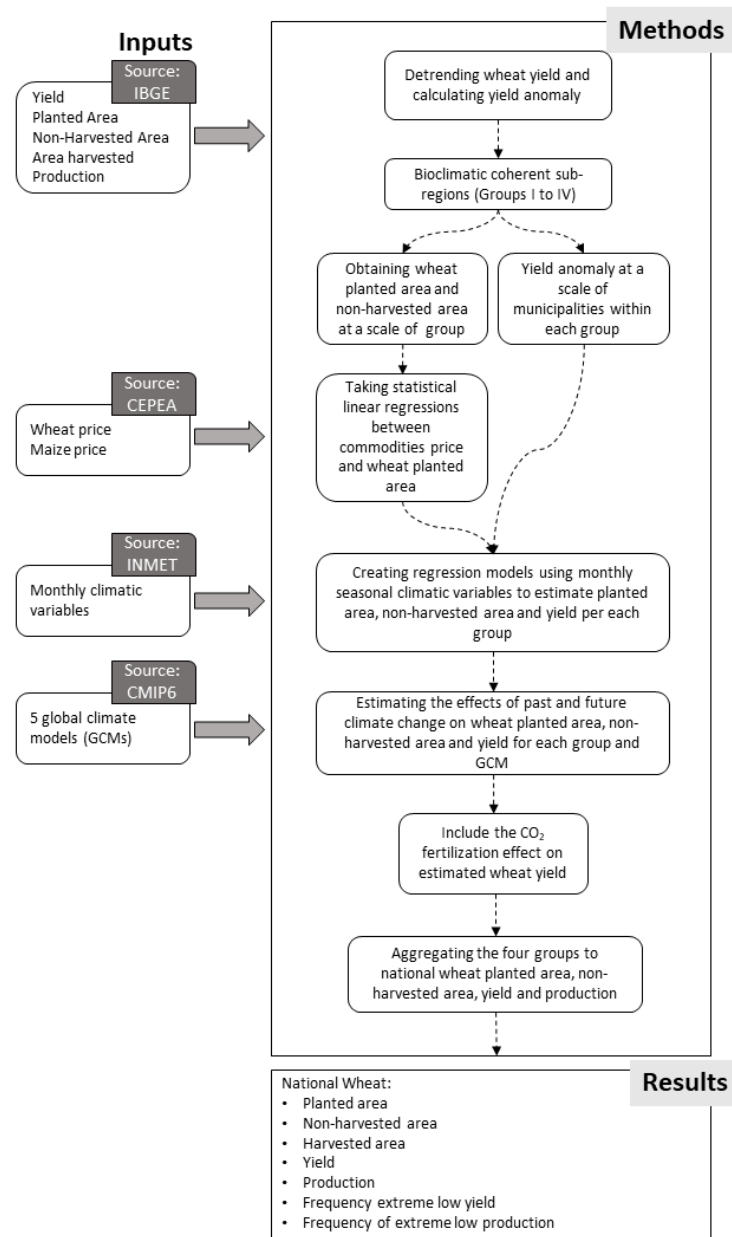 Inputs
Source:
IBGE
Yield
Planted Area
Non-Harvested Area
Area harvested
Production
Source:
CEPEA
Wheat price
Maize price
Source:
INMET
Monthly climatic
variables
Source:
CMIP6
5 global climate
models (GCMs)
Methods
Detrending wheat yield and
calculating yield anomaly
Bioclimatic coherent sub-
regions (Groups I to IV)
Obtaining wheat
planted area and
non-harvested area
at a scale of group
Yield anomaly at a
scale of
municipalities within
each group
Taking statistical
linear regressions
between
commodities price
and wheat planted
area
Creating regression models using monthly
seasonal climatic variables to estimate planted
area, non-harvested area and yield per each
group
Estimating the effects of past and future
climate change on wheat planted area, non-
harvested area and yield for each group and
GCM
Include the CO₂
fertilization effect on
estimated wheat yield
Aggregating the four groups to
national wheat planted area, non-
harvested area, yield and production
Results
National Wheat:
• Planted area
• Non-harvested area
• Harvested area
• Yield
• Production
• Frequency extreme low yield
• Frequency of extreme low production